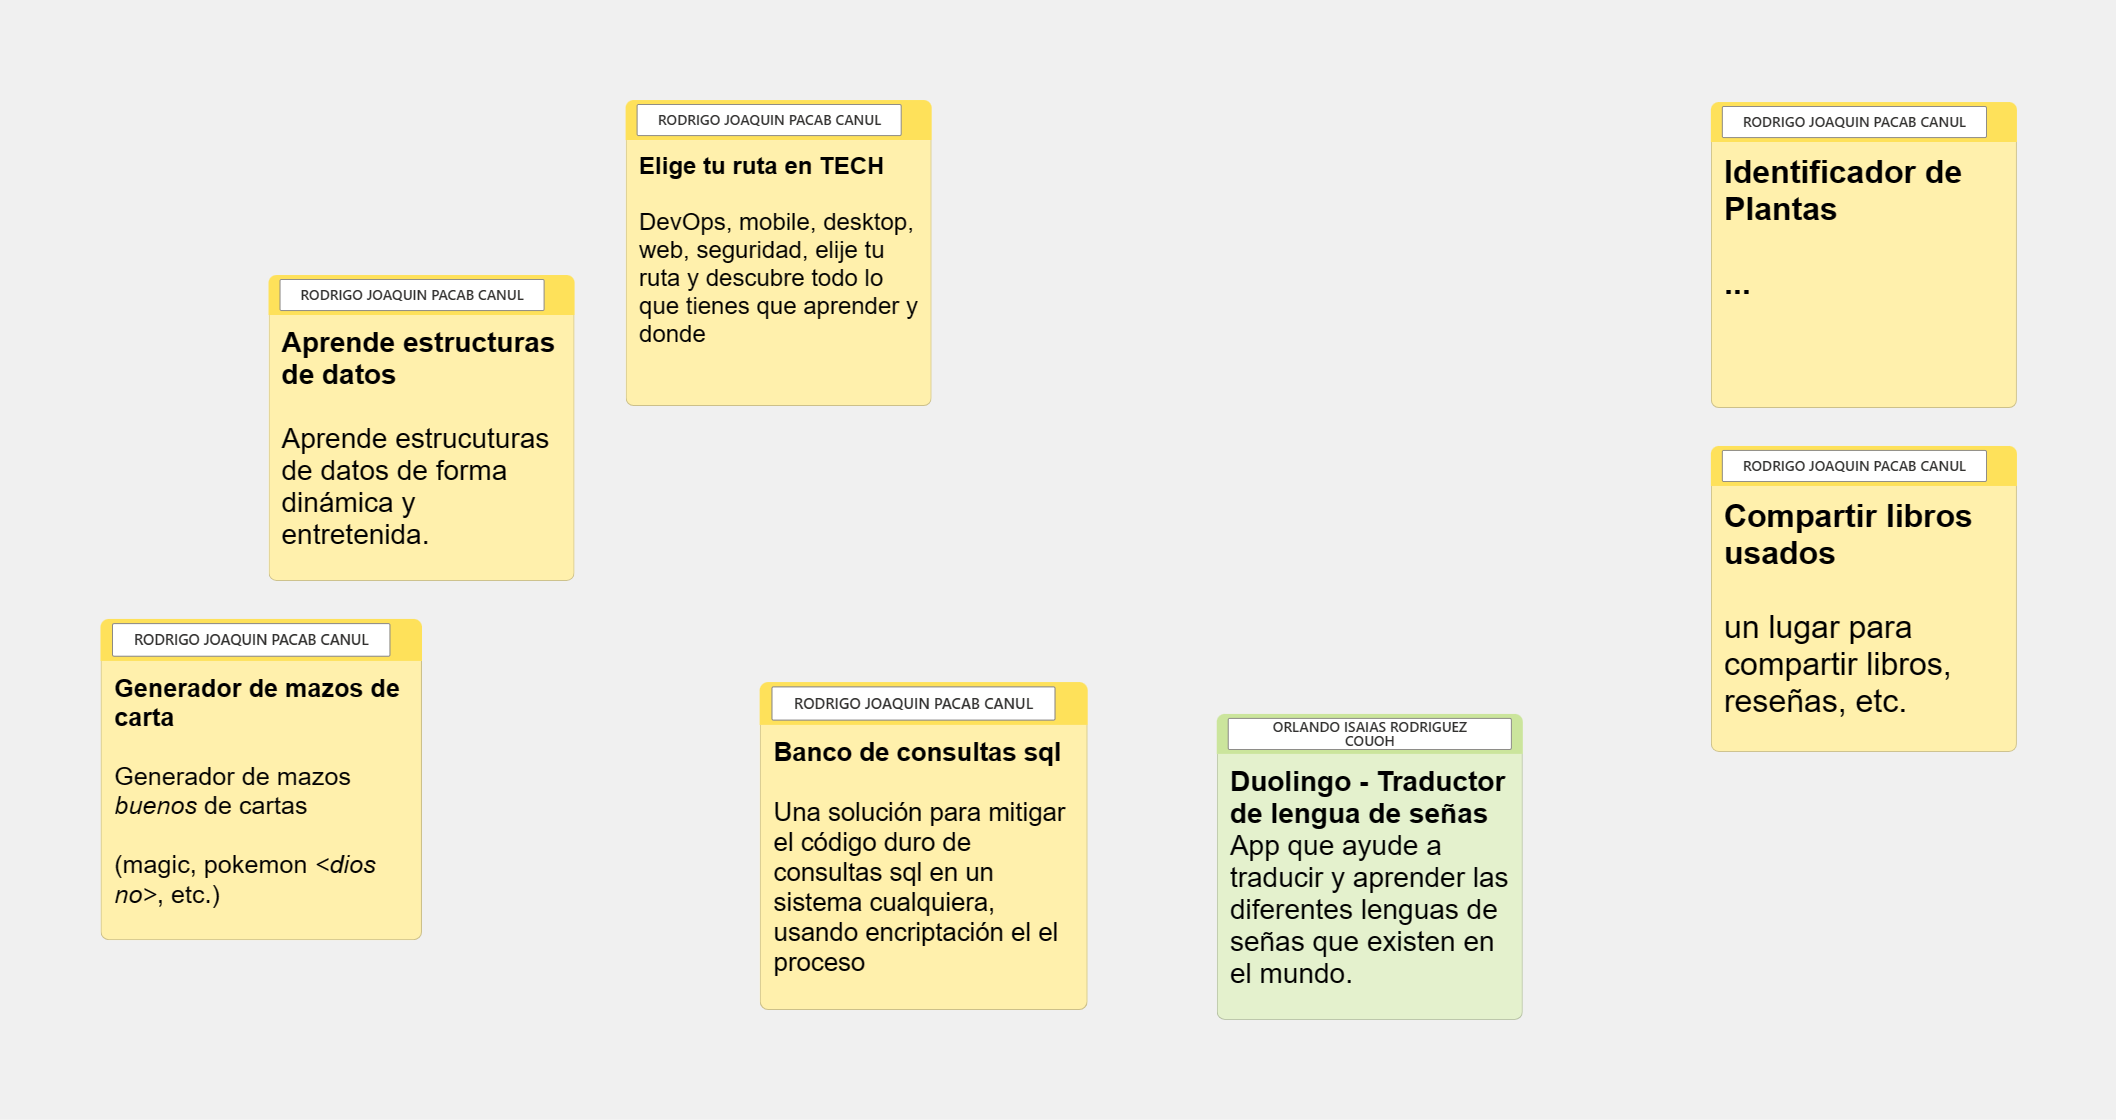 RODRIGO JOAQUIN PACAB CANUL
Elige tu ruta en TECH
DevOps, mobile, desktop,
web, seguridad, elije tu
ruta y descubre todo lo
que tienes que aprender y
donde
RODRIGO JOAQUIN PACAB CANUL
Identificador de
Plantas
...
RODRIGO JOAQUIN PACAB CANUL
Aprende estructuras
de datos
Aprende estrucuturas
de datos de forma
dinámica y
entretenida.
RODRIGO JOAQUIN PACAB CANUL
Compartir libros
usados
un lugar para
compartir libros,
reseñas, etc.
RODRIGO JOAQUIN PACAB CANUL
Generador de mazos de
carta
Generador de mazos
buenos de cartas
(magic, pokemon <dios
no>, etc.)
RODRIGO JOAQUIN PACAB CANUL
Banco de consultas sql
Una solución para mitigar
el código duro de
consultas sql en un
sistema cualquiera,
usando encriptación el el
proceso
ORLANDO ISAIAS RODRIGUEZ
COUOH
Duolingo - Traductor
de lengua de señas
App que ayude a
traducir y aprender las
diferentes lenguas de
señas que existen en
el mundo.